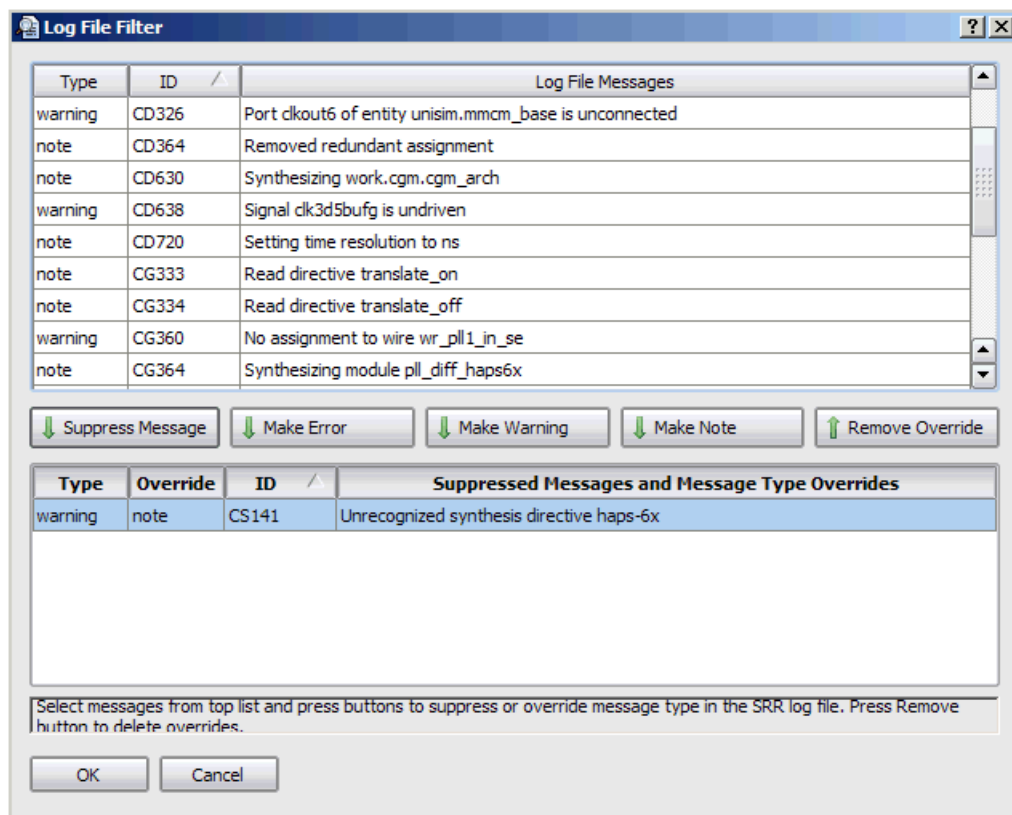 Log File Filter
Type ID Log File Messages
warning CD326 Port clkout6 of entity unisim.mmcm_base is unconnected
note CD364 Removed redundant assignment
note CD630 Synthesizing work.cgm.cgm_arch
warning CD638 Signal clk3d5bufg is undriven
note CD720 Setting time resolution to ns
note CG333 Read directive translate_on
note CG334 Read directive translate_off
warning CG360 No assignment to wire wr_pll1_in_se
note CG364 Synthesizing module pll_diff_haps6x
Suppress Message Make Error Make Warning Make Note Remove Override
Type Override ID Suppressed Messages and Message Type Overrides
warning note CS141 Unrecognized synthesis directive haps-6x
Select messages from top list and press buttons to suppress or override message type in the SRR log file. Press Remove
button to delete overrides.
OK Cancel